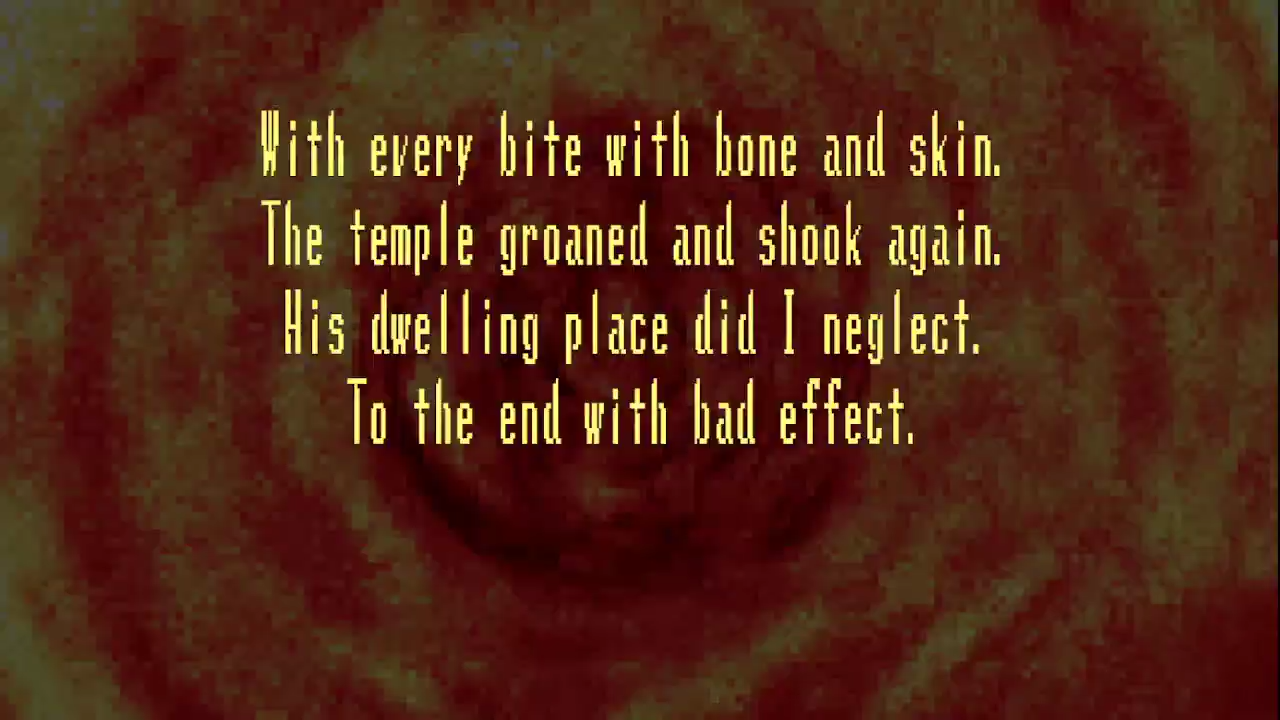 With every bite with bone and skin.
The temple groaned and shook again.
His dwelling place did I neglect.
To the end with bad effect.